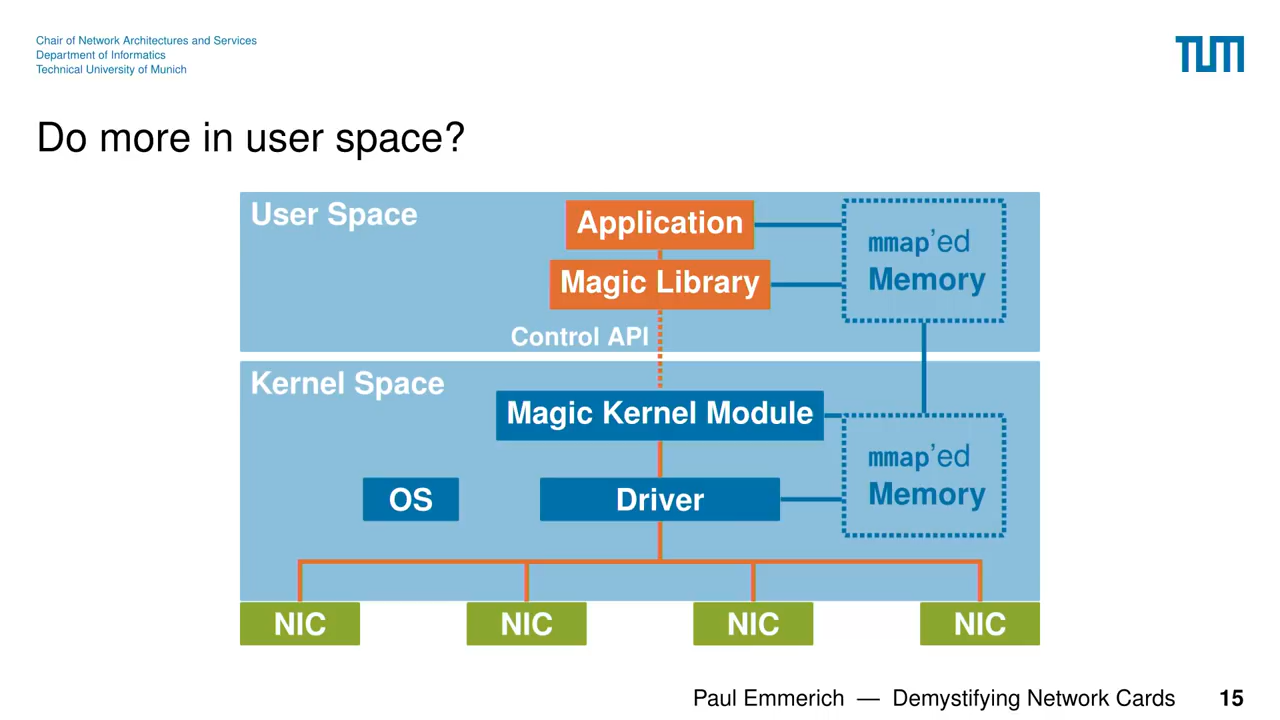 Chair of Network Architectures and Services
Department of Informatics
Technical University of Munich
TUM
Do more in user space?
User Space
Application
mmap'ed
Memory
Magic Library
Control API
Kernel Space
Magic Kernel Module
mmap'ed
Memory
OS
Driver
NIC
NIC
NIC
NIC
Paul Emmerich — Demystifying Network Cards
15